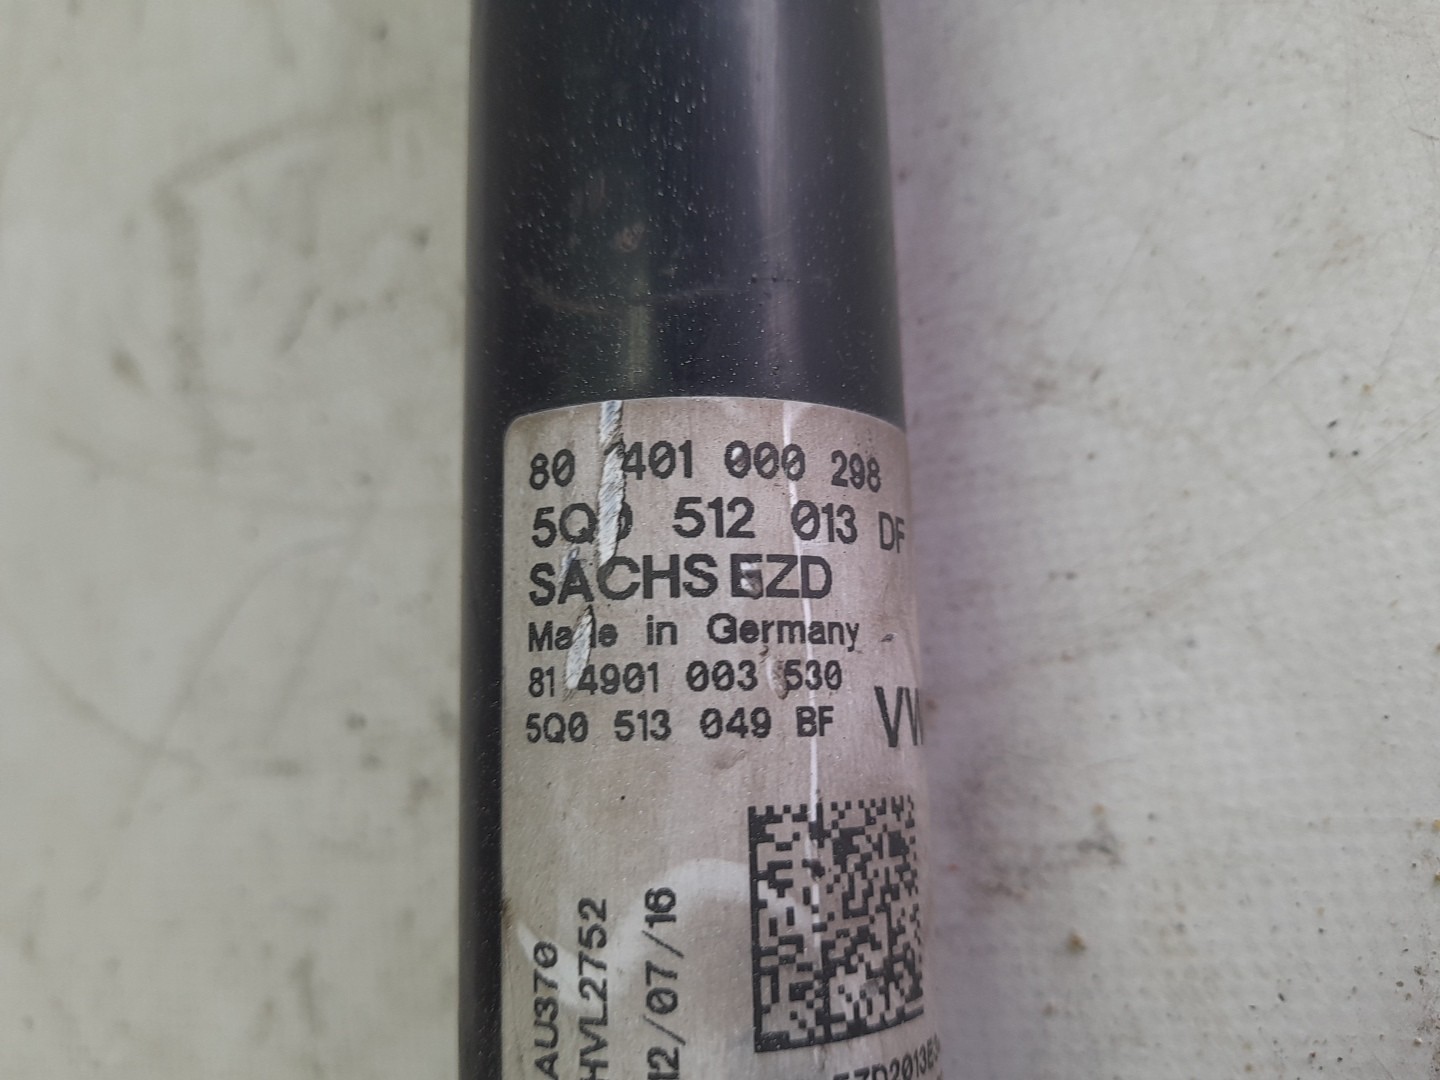 80 401 000 298
5Q0 512 013 DF
SACHS EZD
Made in Germany
81 4901 003 530
5Q0 513 049 BF
VW
AU370
HVL2752
12/07/16